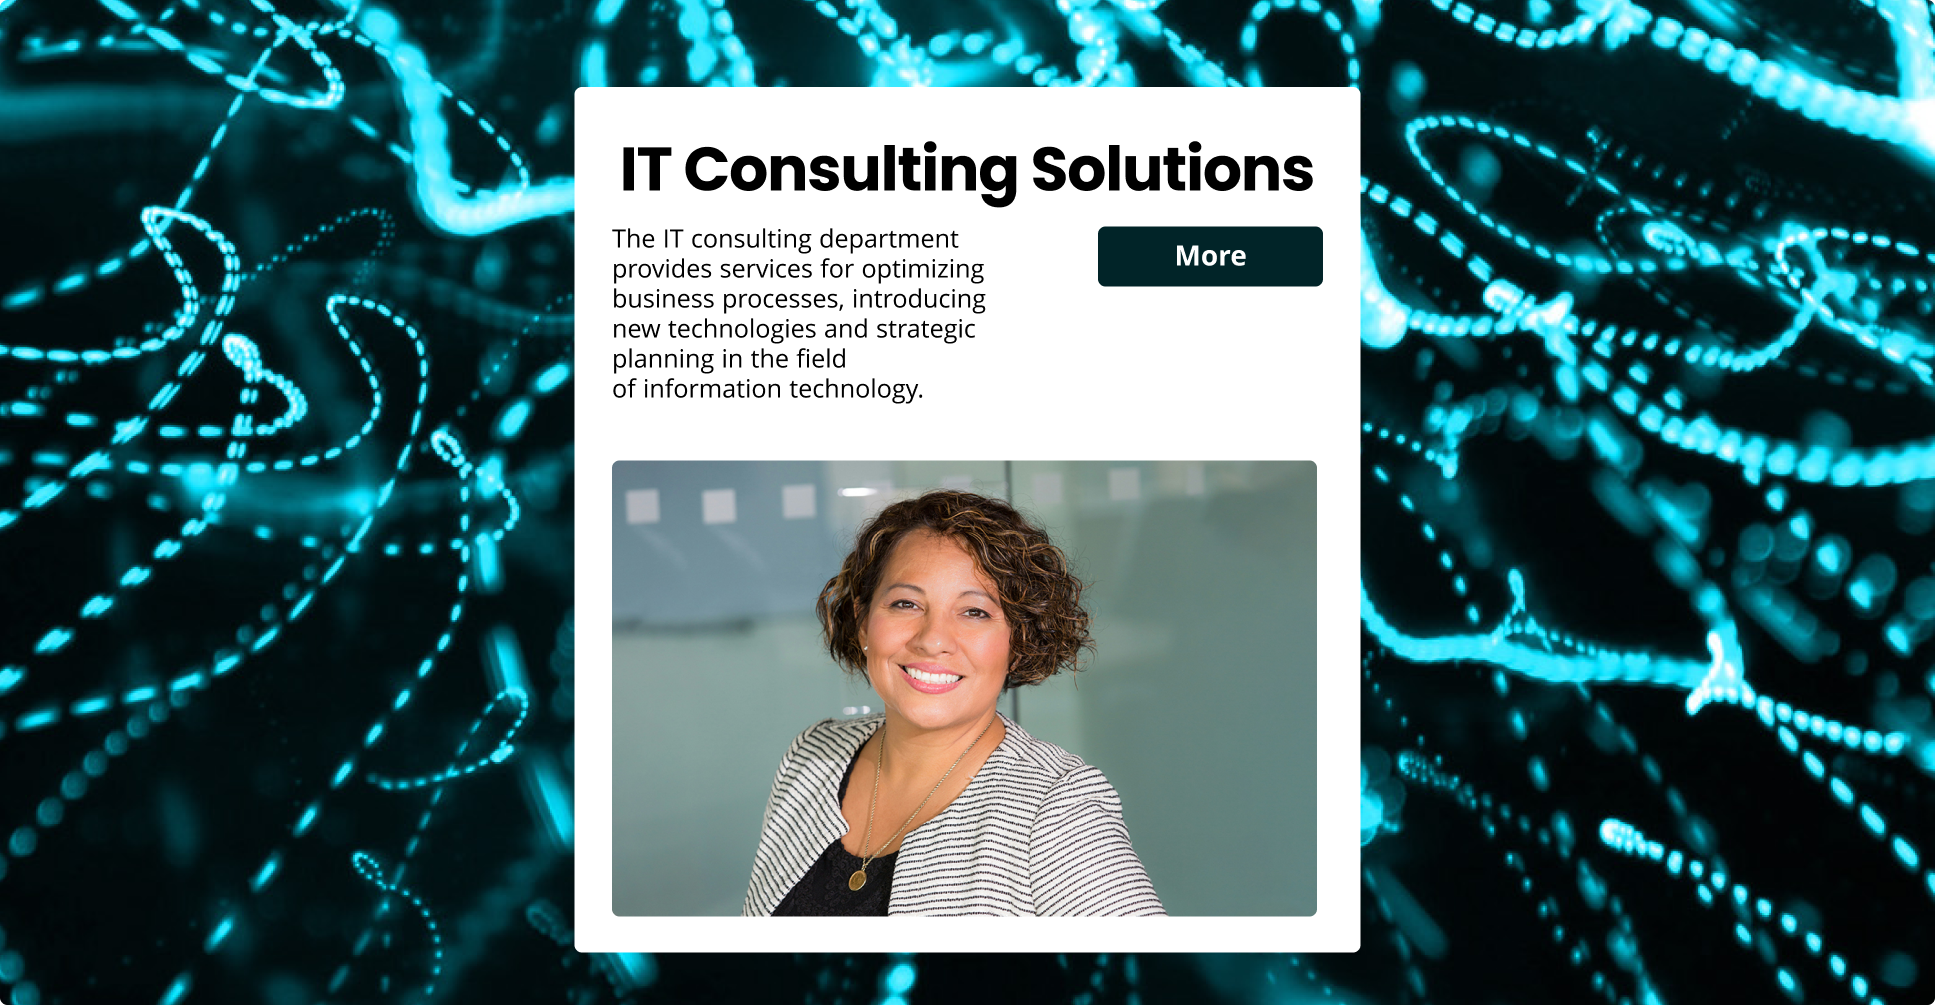 IT Consulting Solutions
The IT consulting department
provides services for optimizing
business processes, introducing
new technologies and strategic
planning in the field
of information technology.
More